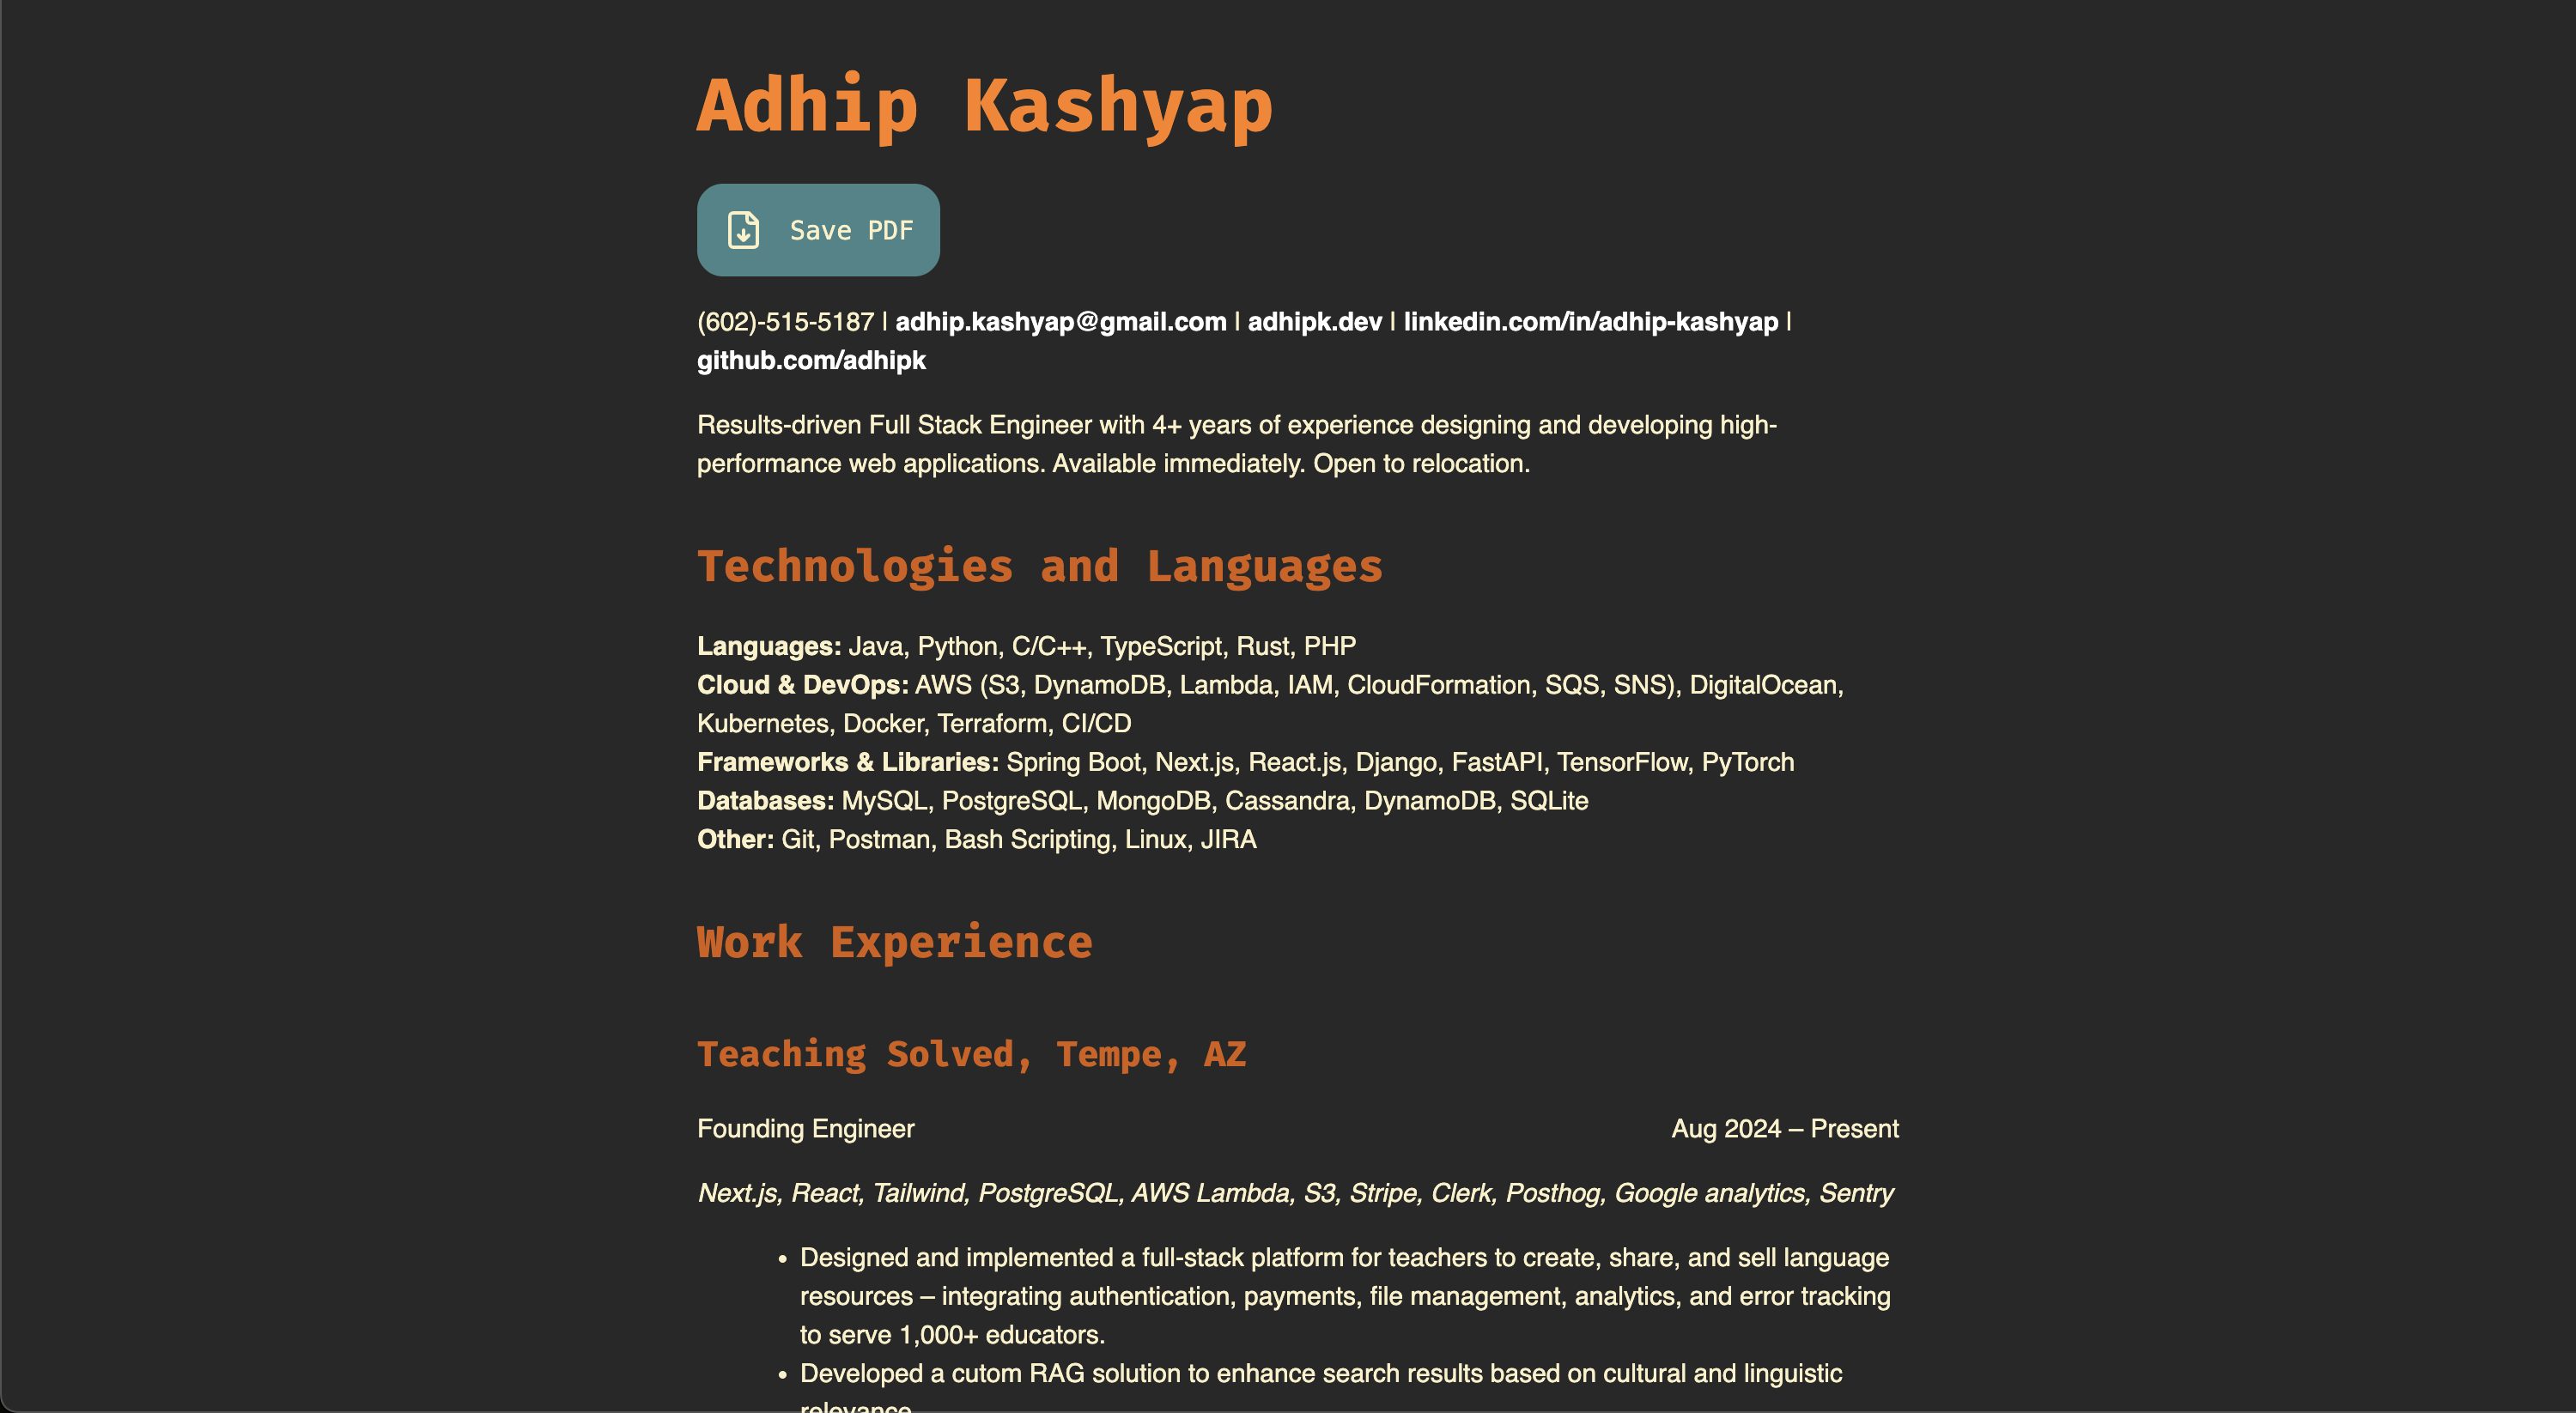 Adhip Kashyap
Save PDF
(602)-515-5187 | adhip.kashyap@gmail.com | adhipk.dev | linkedin.com/in/adhip-kashyap |
github.com/adhipk
Results-driven Full Stack Engineer with 4+ years of experience designing and developing high-
performance web applications. Available immediately. Open to relocation.
Technologies and Languages
Languages: Java, Python, C/C++, TypeScript, Rust, PHP
Cloud & DevOps: AWS (S3, DynamoDB, Lambda, IAM, CloudFormation, SQS, SNS), DigitalOcean,
Kubernetes, Docker, Terraform, CI/CD
Frameworks & Libraries: Spring Boot, Next.js, React.js, Django, FastAPI, TensorFlow, PyTorch
Databases: MySQL, PostgreSQL, MongoDB, Cassandra, DynamoDB, SQLite
Other: Git, Postman, Bash Scripting, Linux, JIRA
Work Experience
Teaching Solved, Tempe, AZ
Founding Engineer Aug 2024 – Present
Next.js, React, Tailwind, PostgreSQL, AWS Lambda, S3, Stripe, Clerk, Posthog, Google analytics, Sentry
• Designed and implemented a full-stack platform for teachers to create, share, and sell language
resources – integrating authentication, payments, file management, analytics, and error tracking
to serve 1,000+ educators.
• Developed a cutom RAG solution to enhance search results based on cultural and linguistic
relevance